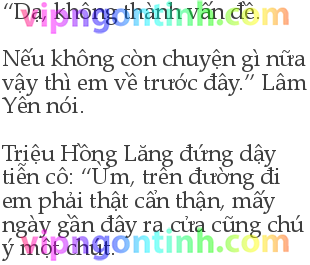 “Dạ, không thành vấn đề.
Nếu không còn chuyện gì nữa
vậy thì em về trước đây.” Lâm
Yên nói.
Triệu Hồng Lăng đứng dậy
tiễn cô: “Ừm, trên đường đi
em phải thật cẩn thận, mấy
ngày gần đây ra cửa cũng chú
ý một chút.
vipngontinh.com
vipngontinh.com